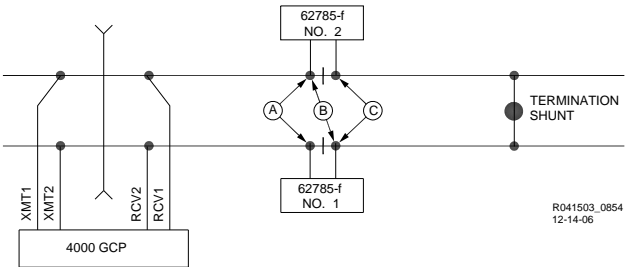 62785-f
NO. 2
A
B
C
TERMINATION
SHUNT
XMT1
XMT2
RCV2
RCV1
62785-f
NO. 1
R041503_0854
12-14-06
4000 GCP